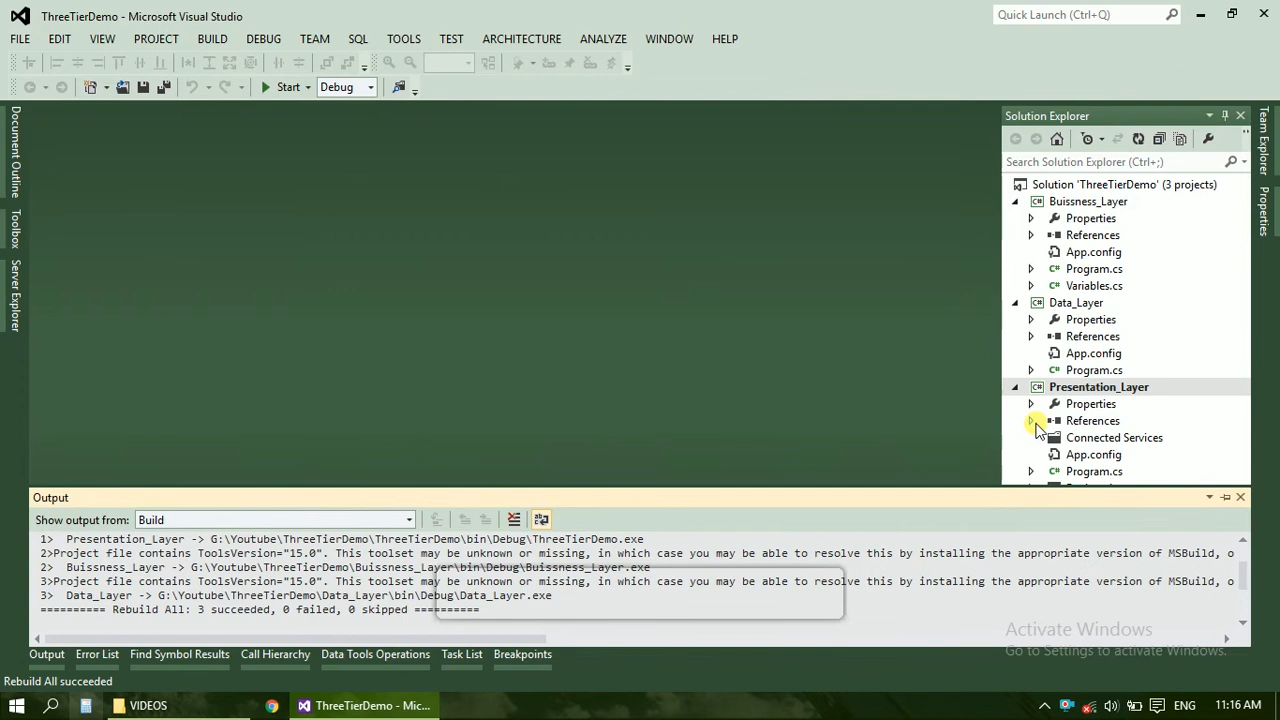 ThreeTierDemo - Microsoft Visual Studio
Quick Launch (Ctrl+Q)
FILE EDIT VIEW PROJECT BUILD DEBUG TEAM SQL TOOLS TEST ARCHITECTURE ANALYZE WINDOW HELP
Start Debug
Document Outline
Toolbox
Server Explorer
Solution Explorer
Search Solution Explorer (Ctrl+;)
Solution 'ThreeTierDemo' (3 projects)
C# Buissness_Layer
Properties
References
App.config
C# Program.cs
C# Variables.cs
C# Data_Layer
Properties
References
App.config
C# Program.cs
C# Presentation_Layer
Properties
References
Connected Services
App.config
C# Program.cs
Team Explorer
Properties
Output
Show output from: Build
1> Presentation_Layer -> G:\Youtube\ThreeTierDemo\ThreeTierDemo\bin\Debug\ThreeTierDemo.exe
2>Project file contains ToolsVersion="15.0". This toolset may be unknown or missing, in which case you may be able to resolve this by installing the appropriate version of MSBuild, o
2> Buissness_Layer -> G:\Youtube\ThreeTierDemo\Buissness_Layer\bin\Debug\Buissness_Layer.exe
3>Project file contains ToolsVersion="15.0". This toolset may be unknown or missing, in which case you may be able to resolve this by installing the appropriate version of MSBuild, o
3> Data_Layer -> G:\Youtube\ThreeTierDemo\Data_Layer\bin\Debug\Data_Layer.exe
========== Rebuild All: 3 succeeded, 0 failed, 0 skipped ==========
Activate Windows
Go to Settings to activate Windows.
Output Error List Find Symbol Results Call Hierarchy Data Tools Operations Task List Breakpoints
Rebuild All succeeded
VIDEOS ThreeTierDemo - Mic... ENG 11:16 AM